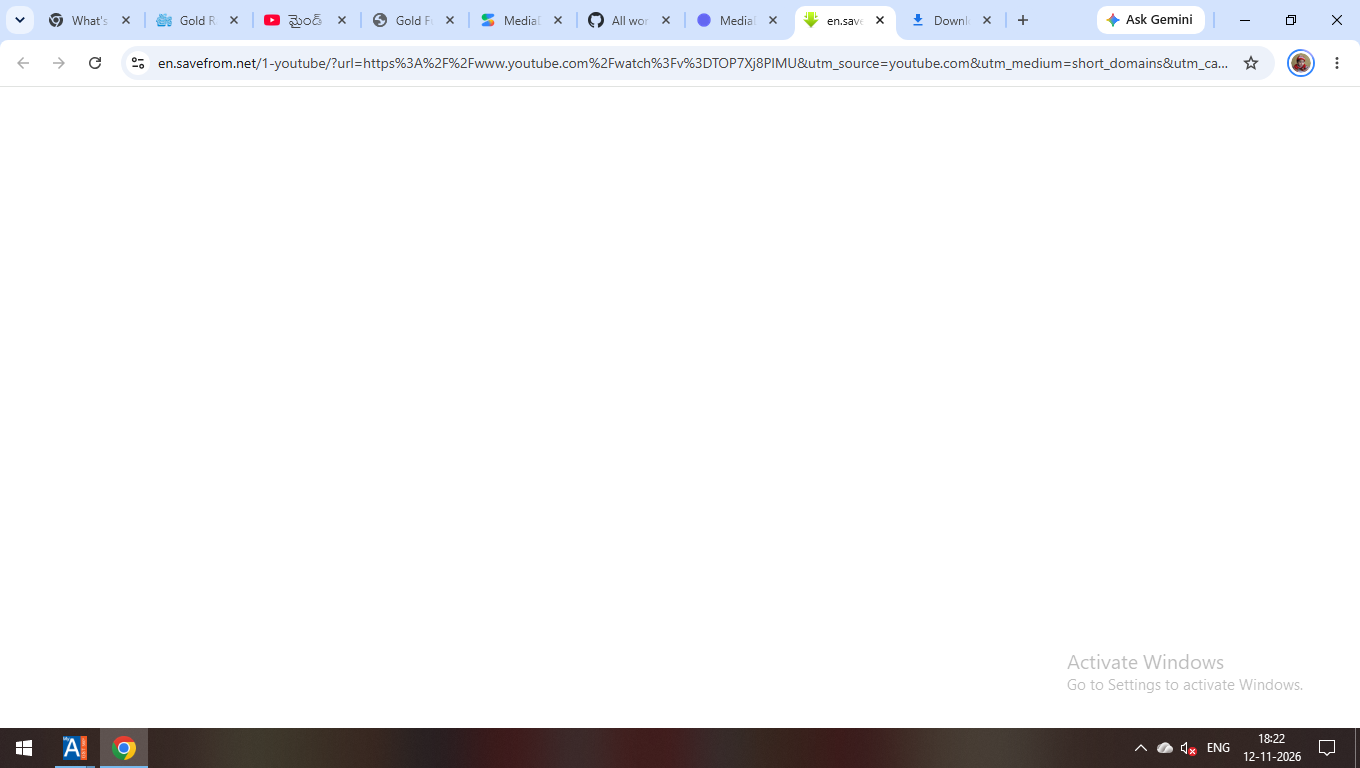 What's
Gold R
మైండ్
Gold Fu
Media
All wor
Media
en.save
Downl
Ask Gemini
en.savefrom.net/1-youtube/?url=https%3A%2F%2Fwww.youtube.com%2Fwatch%3Fv%3DTOP7Xj8PIMU&utm_source=youtube.com&utm_medium=short_domains&utm_ca...
Activate Windows
Go to Settings to activate Windows.
My
A
ENG
18:22
12-11-2026